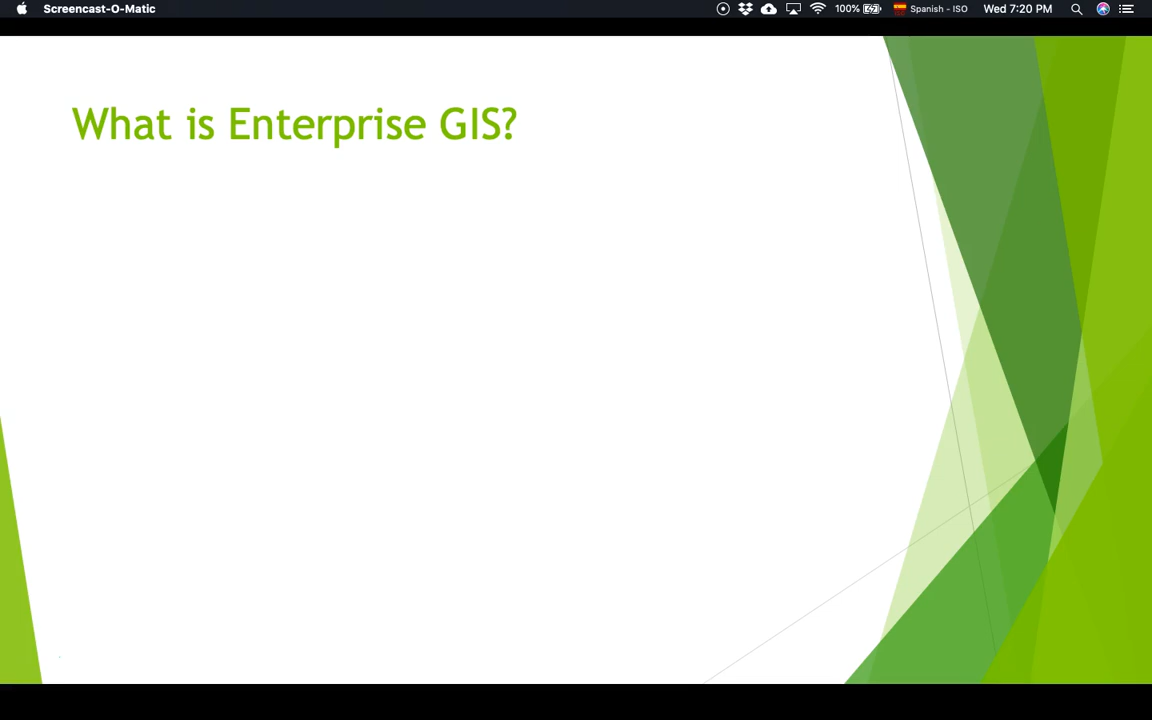 Screencast-O-Matic
100%
Spanish - ISO
Wed 7:20 PM
What is Enterprise GIS?